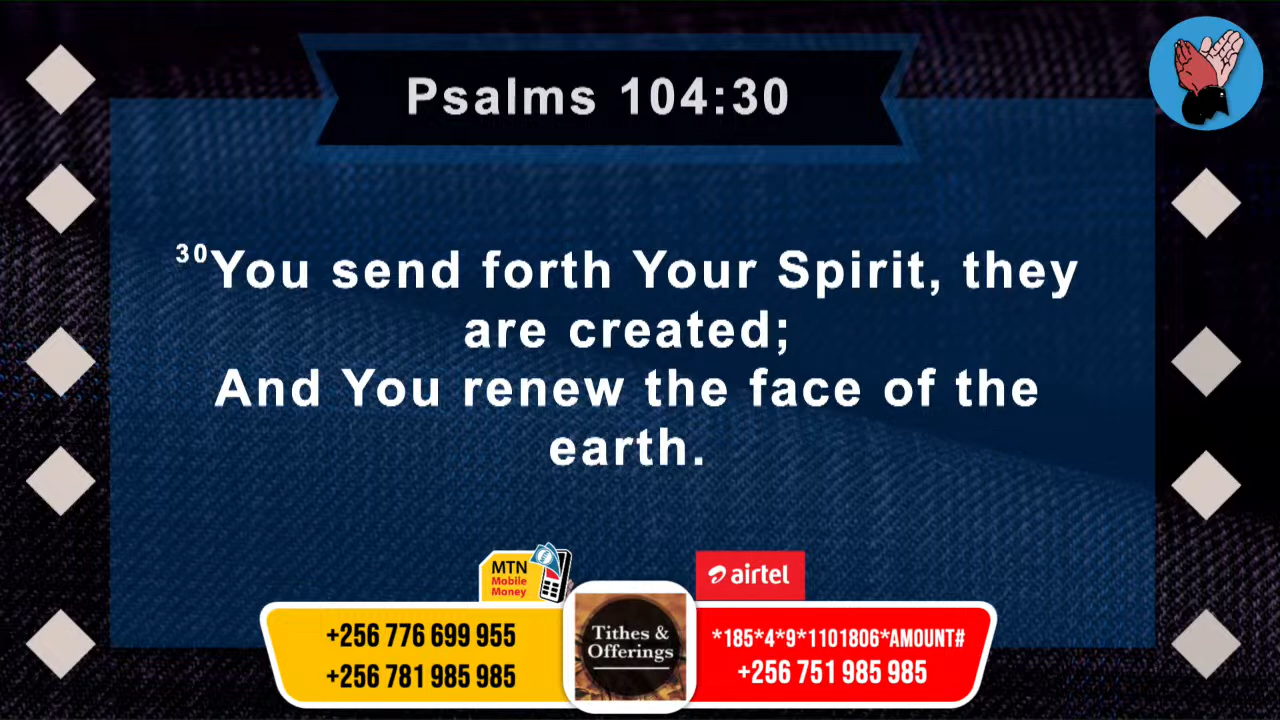 Psalms 104:30
30You send forth Your Spirit, they
are created;
And You renew the face of the
earth.
MTN
Mobile
Money
airtel
+256 776 699 955
+256 781 985 985
Tithes &
Offerings
*185*4*9*1101806*AMOUNT#
+256 751 985 985